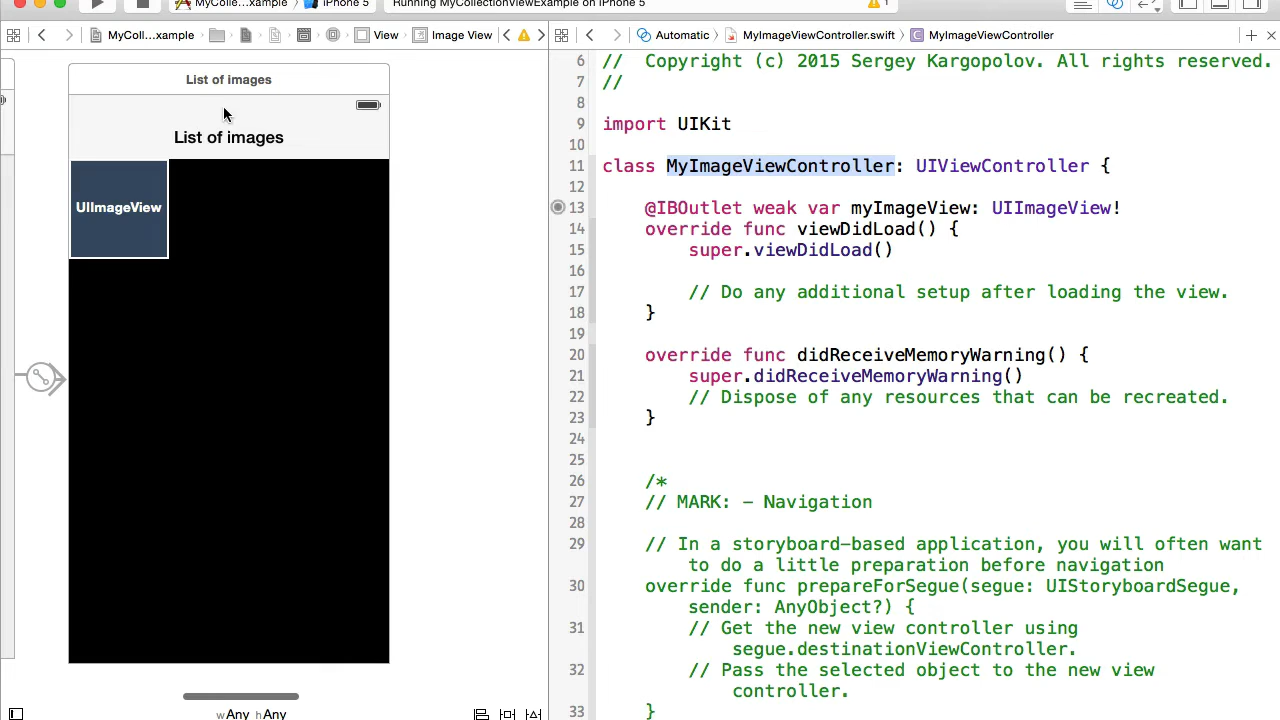 MyColle...xample
iPhone 5
Running MyCollectionViewExample on iPhone 5
1
MyColl...xample
View
Image View
Automatic
MyImageViewController.swift
C
MyImageViewController
List of images
List of images
UIImageView
wAny hAny
6 // Copyright (c) 2015 Sergey Kargopolov. All rights reserved.
7 //
8
9 import UIKit
10
11 class MyImageViewController: UIViewController {
12
13 @IBOutlet weak var myImageView: UIImageView!
14 override func viewDidLoad() {
15 super.viewDidLoad()
16
17 // Do any additional setup after loading the view.
18 }
19
20 override func didReceiveMemoryWarning() {
21 super.didReceiveMemoryWarning()
22 // Dispose of any resources that can be recreated.
23 }
24
25
26 /*
27 // MARK: - Navigation
28
29 // In a storyboard-based application, you will often want
to do a little preparation before navigation
30 override func prepareForSegue(segue: UIStoryboardSegue,
sender: AnyObject?) {
31 // Get the new view controller using
segue.destinationViewController.
32 // Pass the selected object to the new view
controller.
33 }